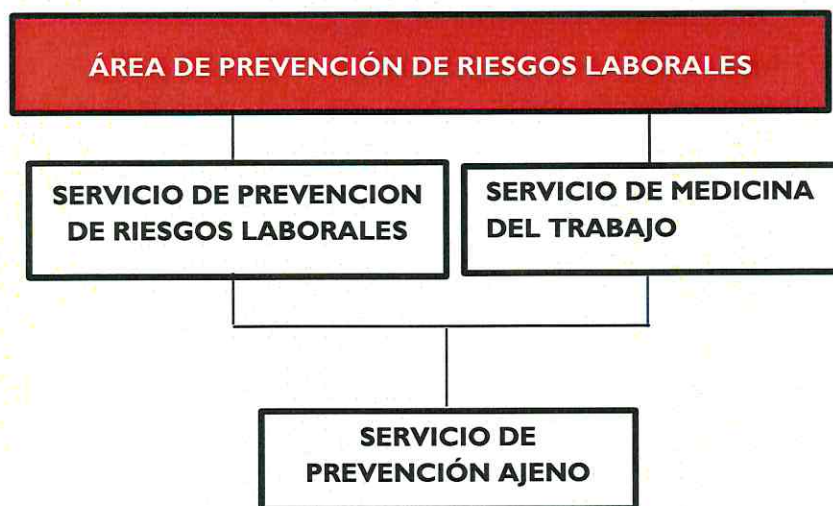 ÁREA DE PREVENCIÓN DE RIESGOS LABORALES
SERVICIO DE PREVENCION
DE RIESGOS LABORALES
SERVICIO DE MEDICINA
DEL TRABAJO
SERVICIO DE
PREVENCIÓN AJENO